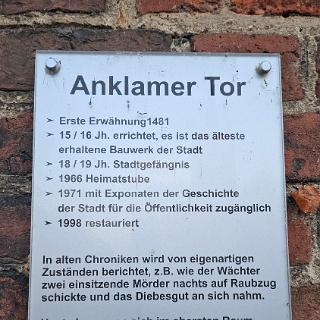 Anklamer Tor
➢ Erste Erwähnung1481
➢ 15 / 16 Jh. errichtet, es ist das älteste
erhaltene Bauwerk der Stadt
➢ 18 / 19 Jh. Stadtgefängnis
➢ 1966 Heimatstube
➢ 1971 mit Exponaten der Geschichte
der Stadt für die Öffentlichkeit zugänglich
➢ 1998 restauriert
In alten Chroniken wird von eigenartigen
Zuständen berichtet, z.B. wie der Wächter
zwei einsitzende Mörder nachts auf Raubzug
schickte und das Diebesgut an sich nahm.